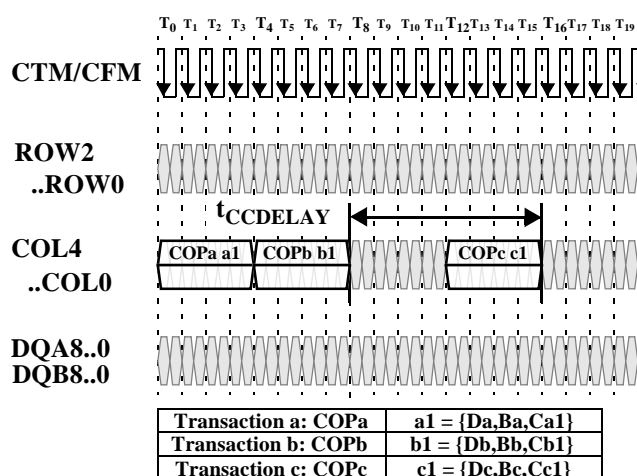 T0 T1 T2 T3 T4 T5 T6 T7 T8 T9 T10 T11 T12 T13 T14 T15 T16 T17 T18 T19
CTM/CFM
ROW2
..ROW0
tCCDELAY
COL4
..COL0
COPa a1 COPb b1 COPc c1
DQA8..0
DQB8..0
Transaction a: COPa a1 = {Da,Ba,Ca1}
Transaction b: COPb b1 = {Db,Bb,Cb1}
Transaction c: COPc c1 = {Dc,Bc,Cc1}